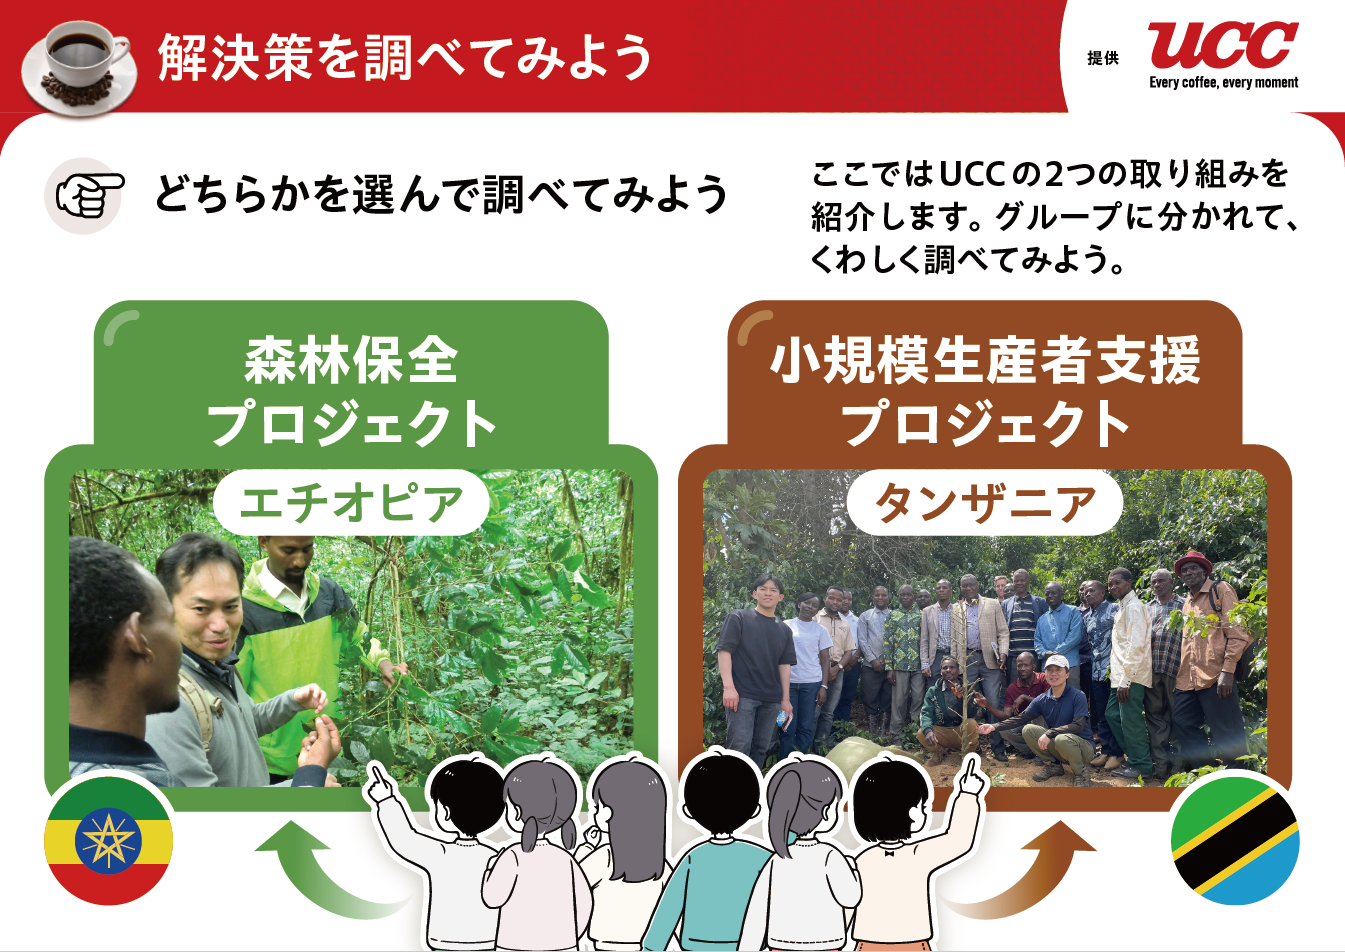 解決策を調べてみよう
提供
UCC
Every coffee, every moment
どちらかを選んで調べてみよう
ここではUCCの2つの取り組みを
紹介します。グループに分かれて、
くわしく調べてみよう。
森林保全
プロジェクト
エチオピア
小規模生産者支援
プロジェクト
タンザニア